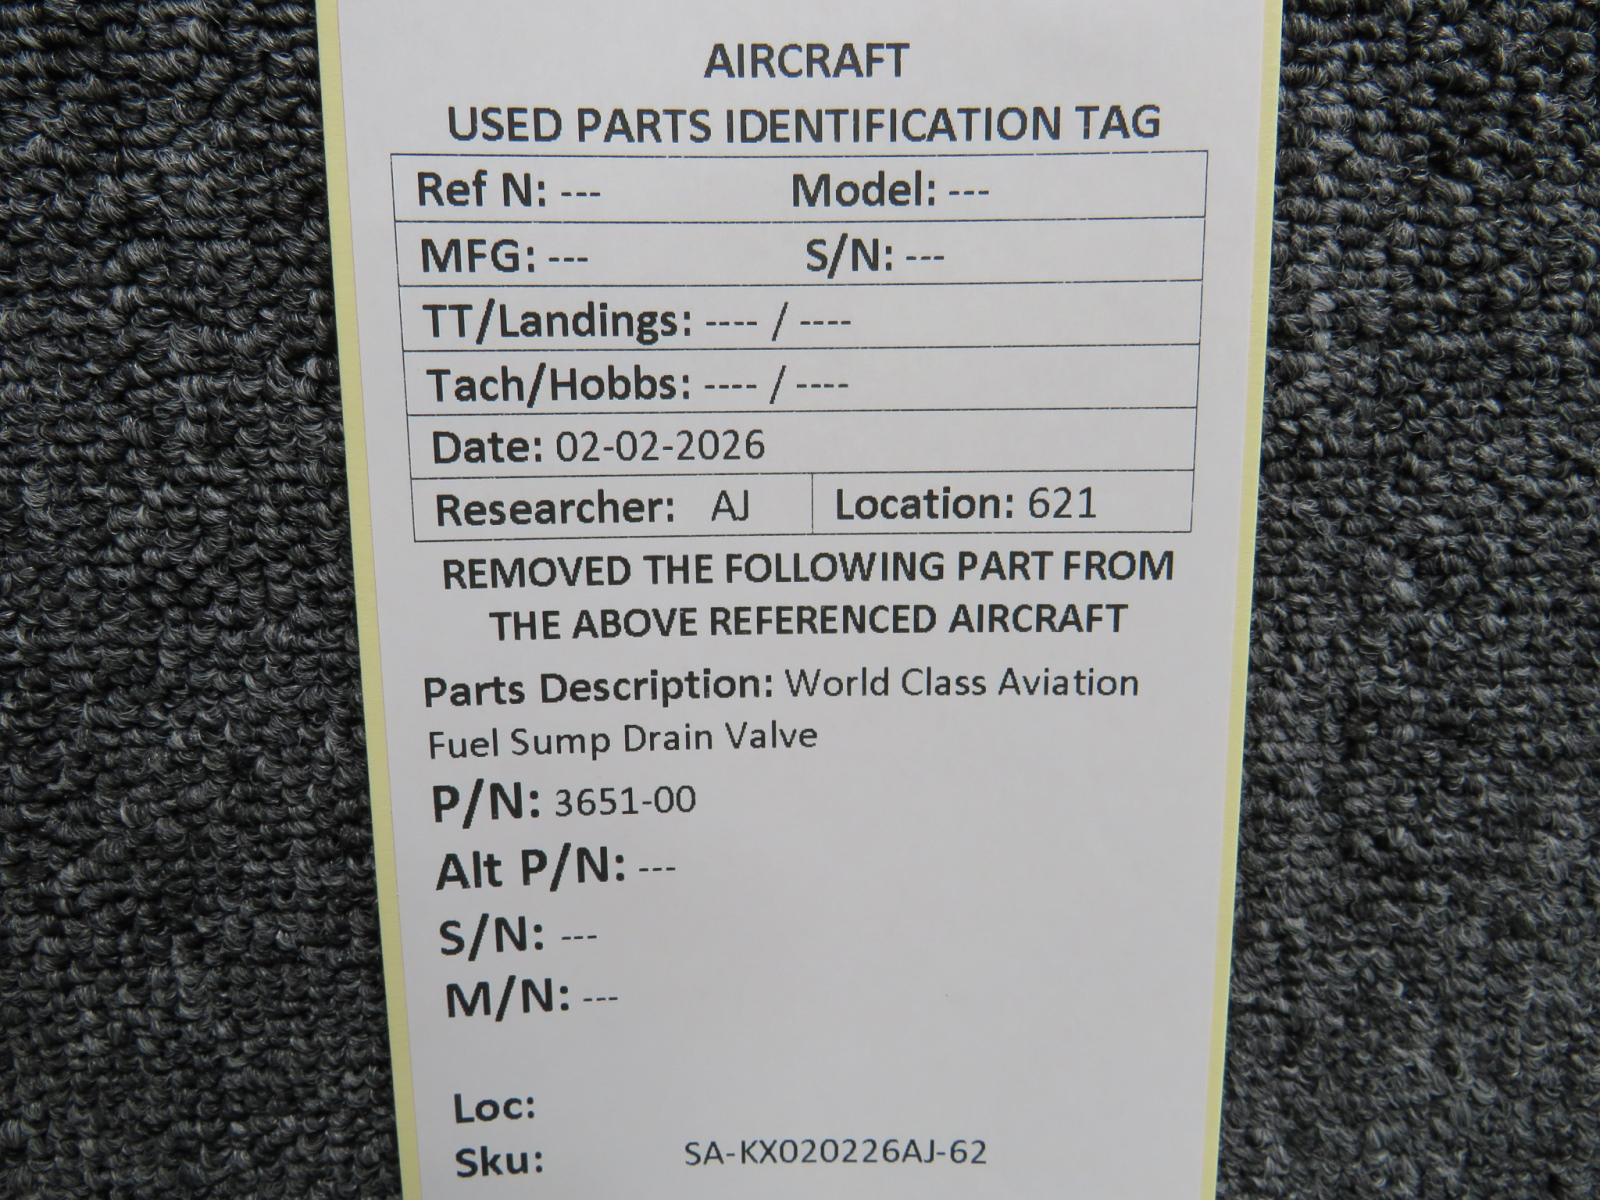 AIRCRAFT
USED PARTS IDENTIFICATION TAG
Ref N: --- Model: ---
MFG: --- S/N: ---
TT/Landings: ---- / ----
Tach/Hobbs: ---- / ----
Date: 02-02-2026
Researcher: AJ Location: 621
REMOVED THE FOLLOWING PART FROM
THE ABOVE REFERENCED AIRCRAFT
Parts Description: World Class Aviation
Fuel Sump Drain Valve
P/N: 3651-00
Alt P/N: ---
S/N: ---
M/N: ---
Loc:
Sku: SA-KX020226AJ-62